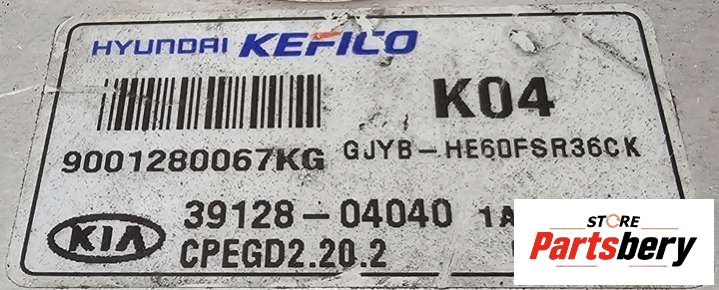 HYUNDAI KEFICO
K04
9001280067KG
GJYB-HE60FSR36CK
KIA
39128-04040
CPEGD2.20.2
STORE
Partsbery